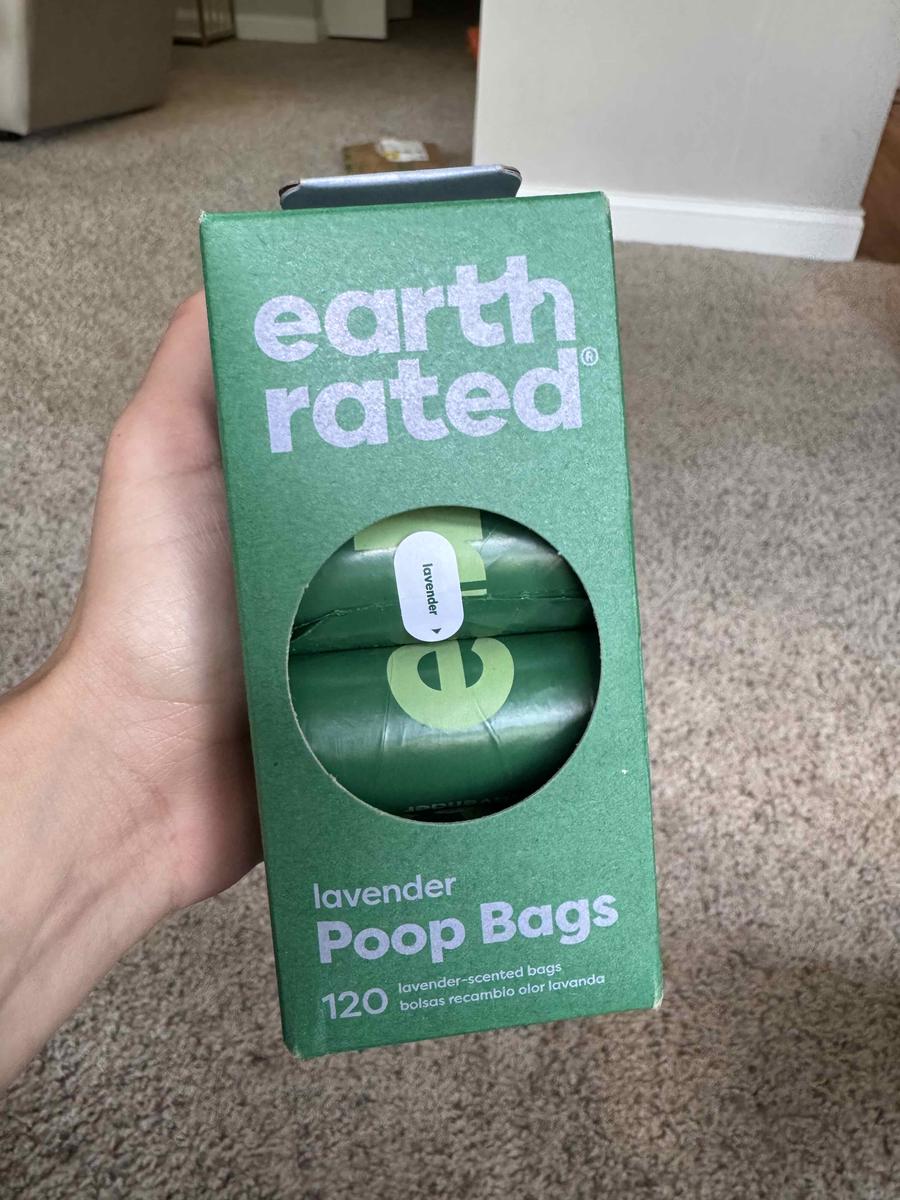 earth
rated®
lavender
e
lavender
Poop Bags
120
lavender-scented bags
bolsas recambio olor lavanda